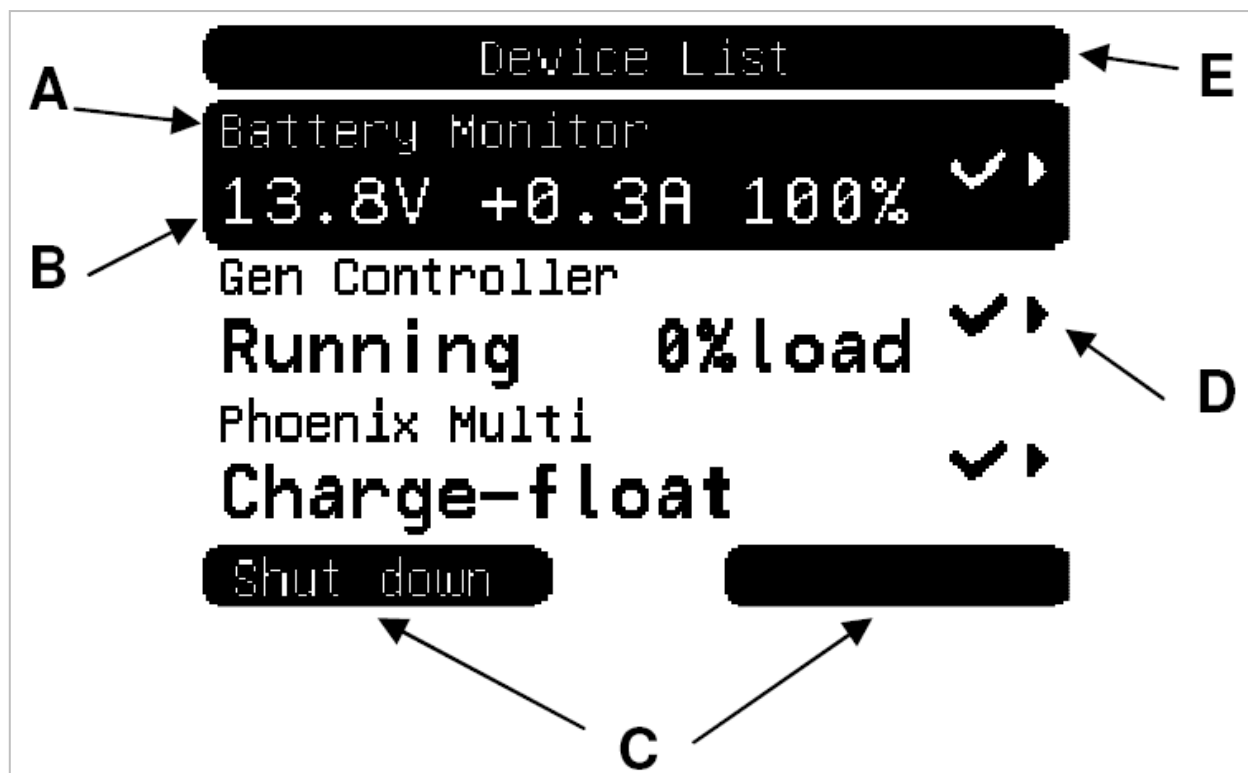 Device List
E
A
Battery Monitor
13.8V +0.3A 100%
B
Gen Controller
Running 0%load
D
Phoenix Multi
Charge-float
Shut down
C